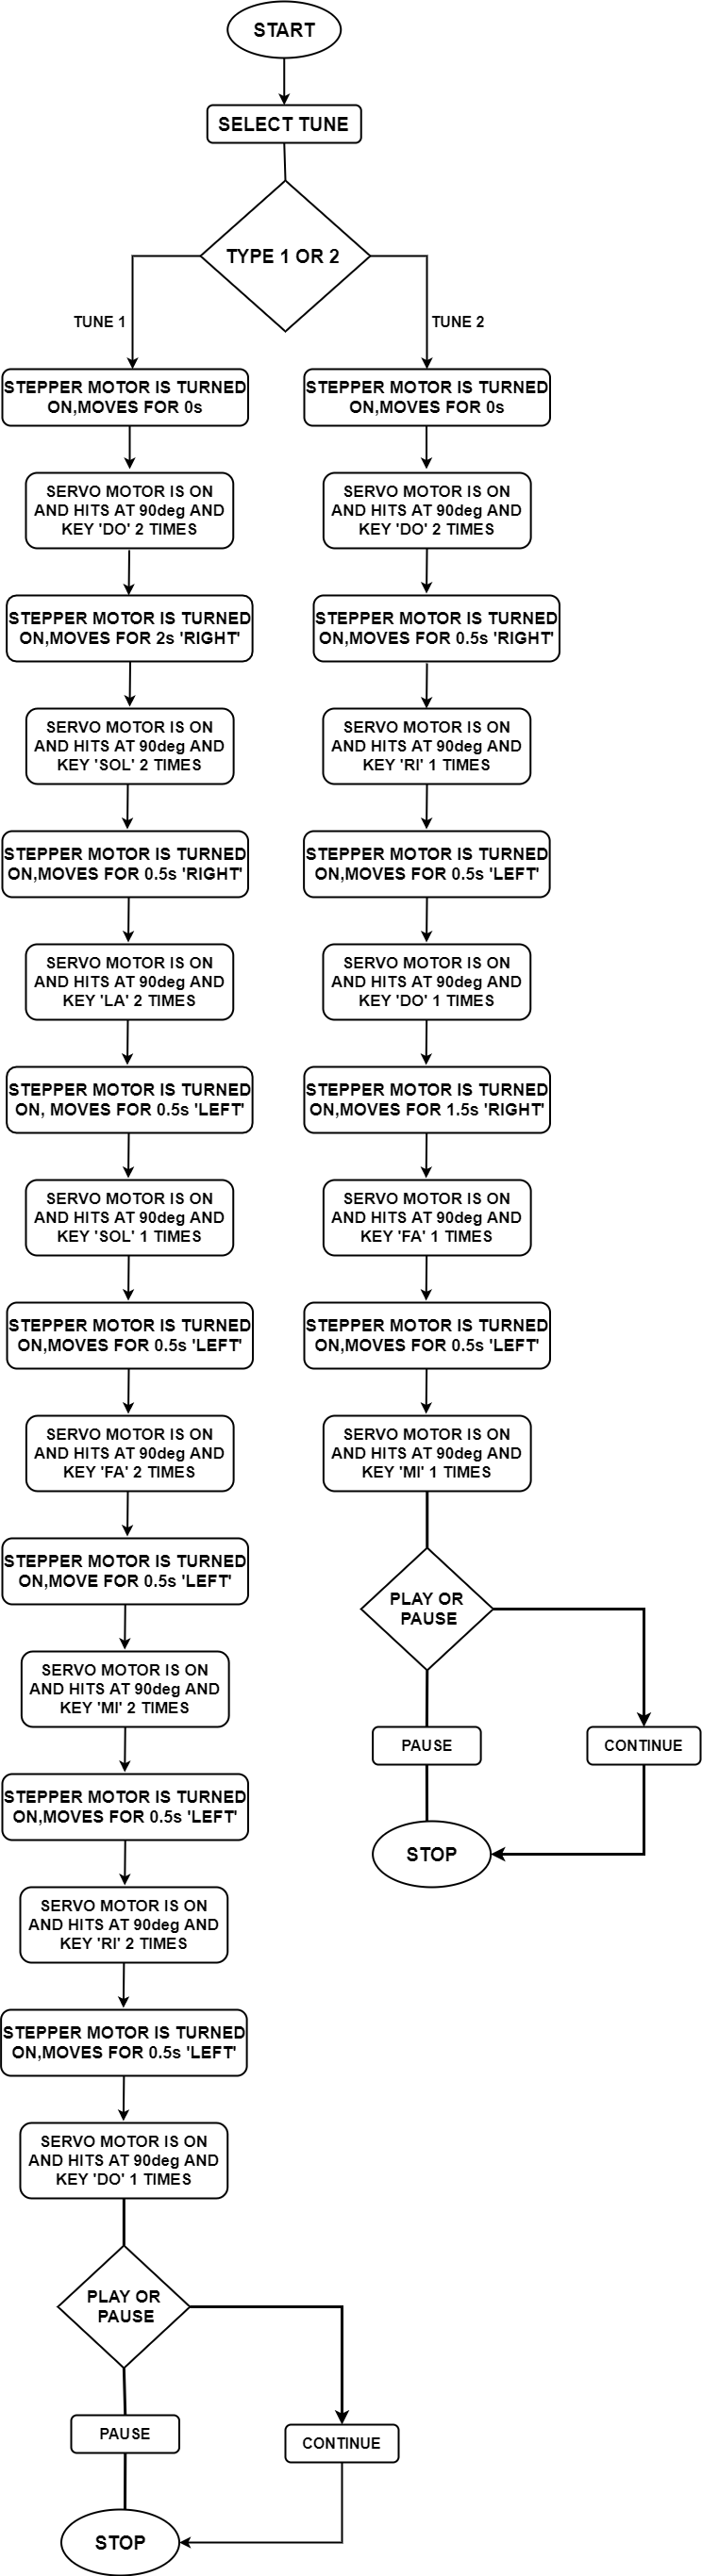 START
SELECT TUNE
TYPE 1 OR 2
TUNE 1
STEPPER MOTOR IS TURNED
ON,MOVES FOR 0s
SERVO MOTOR IS ON
AND HITS AT 90deg AND
KEY 'DO' 2 TIMES
STEPPER MOTOR IS TURNED
ON,MOVES FOR 2s 'RIGHT'
SERVO MOTOR IS ON
AND HITS AT 90deg AND
KEY 'SOL' 2 TIMES
STEPPER MOTOR IS TURNED
ON,MOVES FOR 0.5s 'RIGHT'
SERVO MOTOR IS ON
AND HITS AT 90deg AND
KEY 'LA' 2 TIMES
STEPPER MOTOR IS TURNED
ON, MOVES FOR 0.5s 'LEFT'
SERVO MOTOR IS ON
AND HITS AT 90deg AND
KEY 'SOL' 1 TIMES
STEPPER MOTOR IS TURNED
ON,MOVES FOR 0.5s 'LEFT'
SERVO MOTOR IS ON
AND HITS AT 90deg AND
KEY 'FA' 2 TIMES
STEPPER MOTOR IS TURNED
ON,MOVE FOR 0.5s 'LEFT'
SERVO MOTOR IS ON
AND HITS AT 90deg AND
KEY 'MI' 2 TIMES
STEPPER MOTOR IS TURNED
ON,MOVES FOR 0.5s 'LEFT'
SERVO MOTOR IS ON
AND HITS AT 90deg AND
KEY 'RI' 2 TIMES
STEPPER MOTOR IS TURNED
ON,MOVES FOR 0.5s 'LEFT'
SERVO MOTOR IS ON
AND HITS AT 90deg AND
KEY 'DO' 1 TIMES
PLAY OR
PAUSE
PAUSE
CONTINUE
STOP
TUNE 2
STEPPER MOTOR IS TURNED
ON,MOVES FOR 0s
SERVO MOTOR IS ON
AND HITS AT 90deg AND
KEY 'DO' 2 TIMES
STEPPER MOTOR IS TURNED
ON,MOVES FOR 0.5s 'RIGHT'
SERVO MOTOR IS ON
AND HITS AT 90deg AND
KEY 'RI' 1 TIMES
STEPPER MOTOR IS TURNED
ON,MOVES FOR 0.5s 'LEFT'
SERVO MOTOR IS ON
AND HITS AT 90deg AND
KEY 'DO' 1 TIMES
STEPPER MOTOR IS TURNED
ON,MOVES FOR 1.5s 'RIGHT'
SERVO MOTOR IS ON
AND HITS AT 90deg AND
KEY 'FA' 1 TIMES
STEPPER MOTOR IS TURNED
ON,MOVES FOR 0.5s 'LEFT'
SERVO MOTOR IS ON
AND HITS AT 90deg AND
KEY 'MI' 1 TIMES
PLAY OR
PAUSE
PAUSE
CONTINUE
STOP